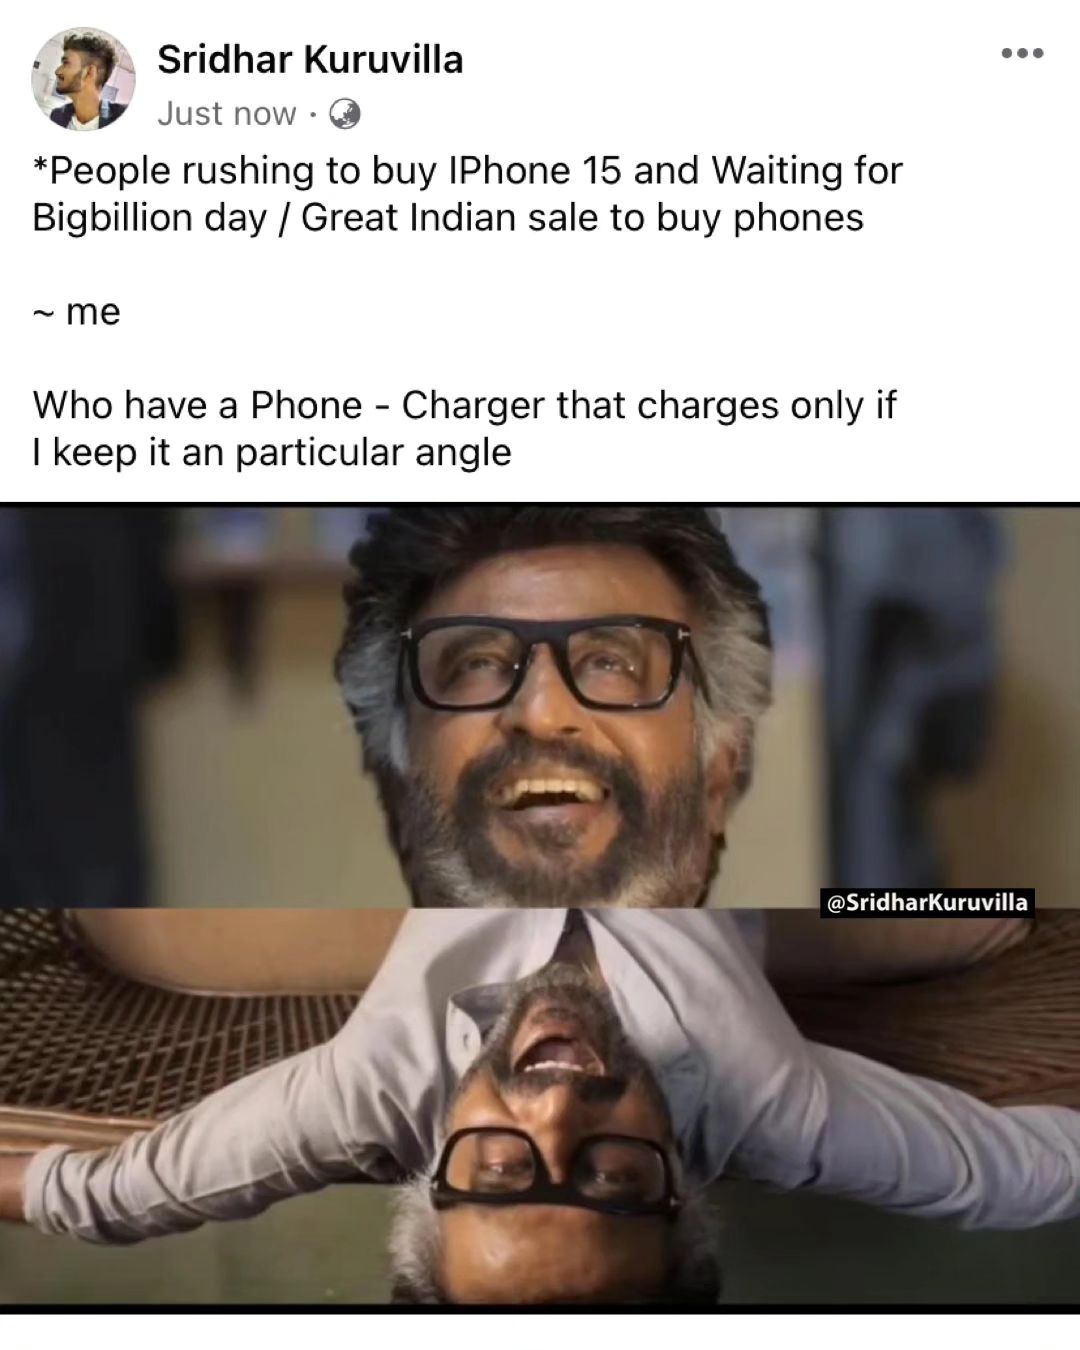 Sridhar Kuruvilla
Just now ·
*People rushing to buy IPhone 15 and Waiting for
Bigbillion day / Great Indian sale to buy phones
~ me
Who have a Phone - Charger that charges only if
I keep it an particular angle
@SridharKuruvilla